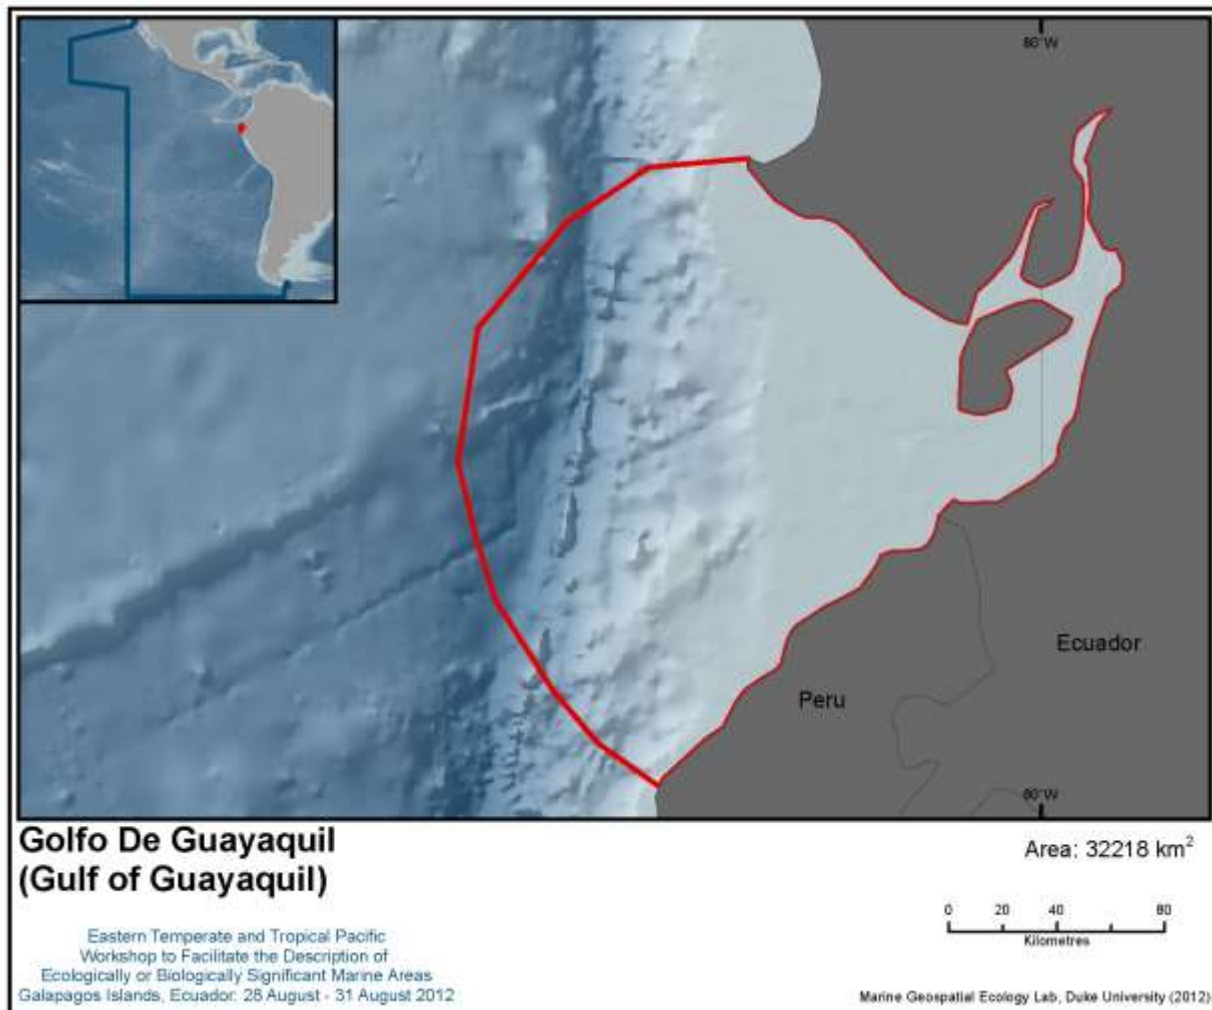 80°W
Ecuador
Peru
80°W
Golfo De Guayaquil
(Gulf of Guayaquil)
Area: 32218 km²
0 20 40 80
Kilometres
Eastern Temperate and Tropical Pacific
Workshop to Facilitate the Description of
Ecologically or Biologically Significant Marine Areas
Galapagos Islands, Ecuador: 28 August - 31 August 2012
Marine Geospatial Ecology Lab, Duke University (2012)